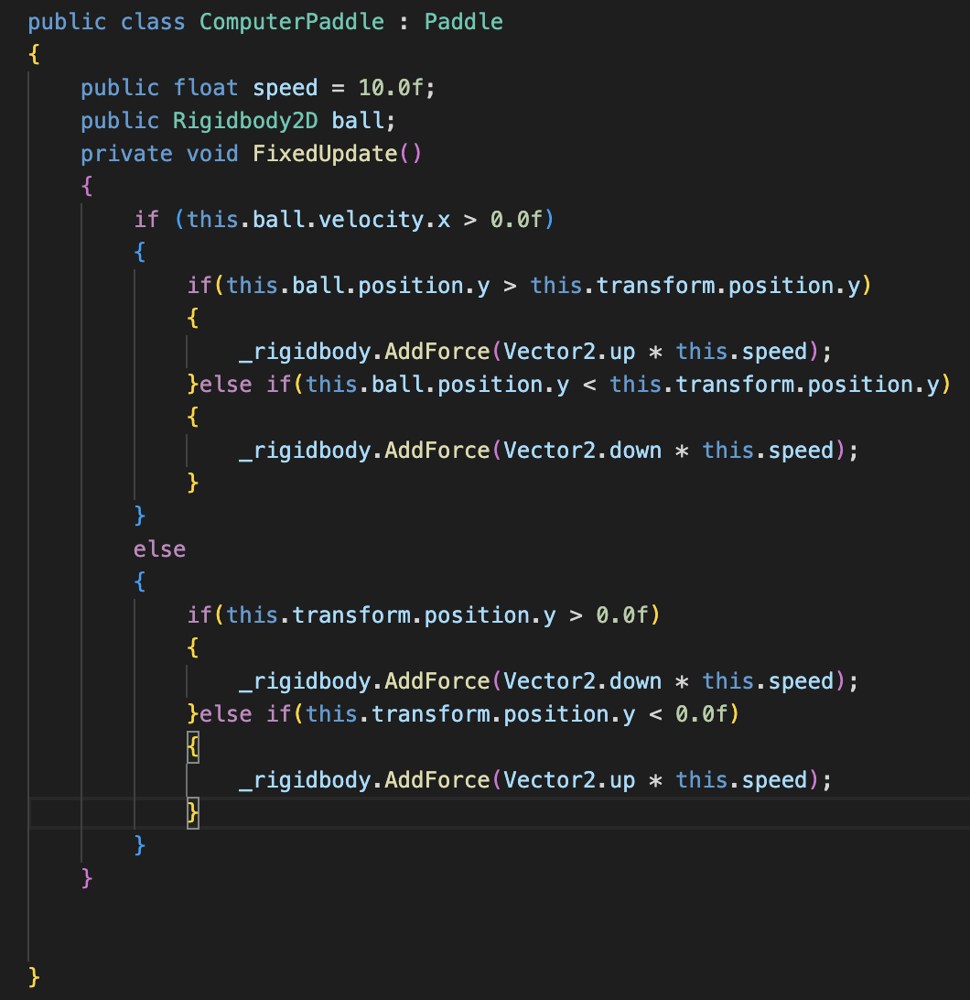 public class ComputerPaddle : Paddle
{
    public float speed = 10.0f;
    public Rigidbody2D ball;
    private void FixedUpdate()
    {
        if (this.ball.velocity.x > 0.0f)
        {
            if(this.ball.position.y > this.transform.position.y)
            {
                _rigidbody.AddForce(Vector2.up * this.speed);
            }else if(this.ball.position.y < this.transform.position.y)
            {
                _rigidbody.AddForce(Vector2.down * this.speed);
            }
        }
        else
        {
            if(this.transform.position.y > 0.0f)
            {
                _rigidbody.AddForce(Vector2.down * this.speed);
            }else if(this.transform.position.y < 0.0f)
            {
                _rigidbody.AddForce(Vector2.up * this.speed);
            }
        }
    }
}